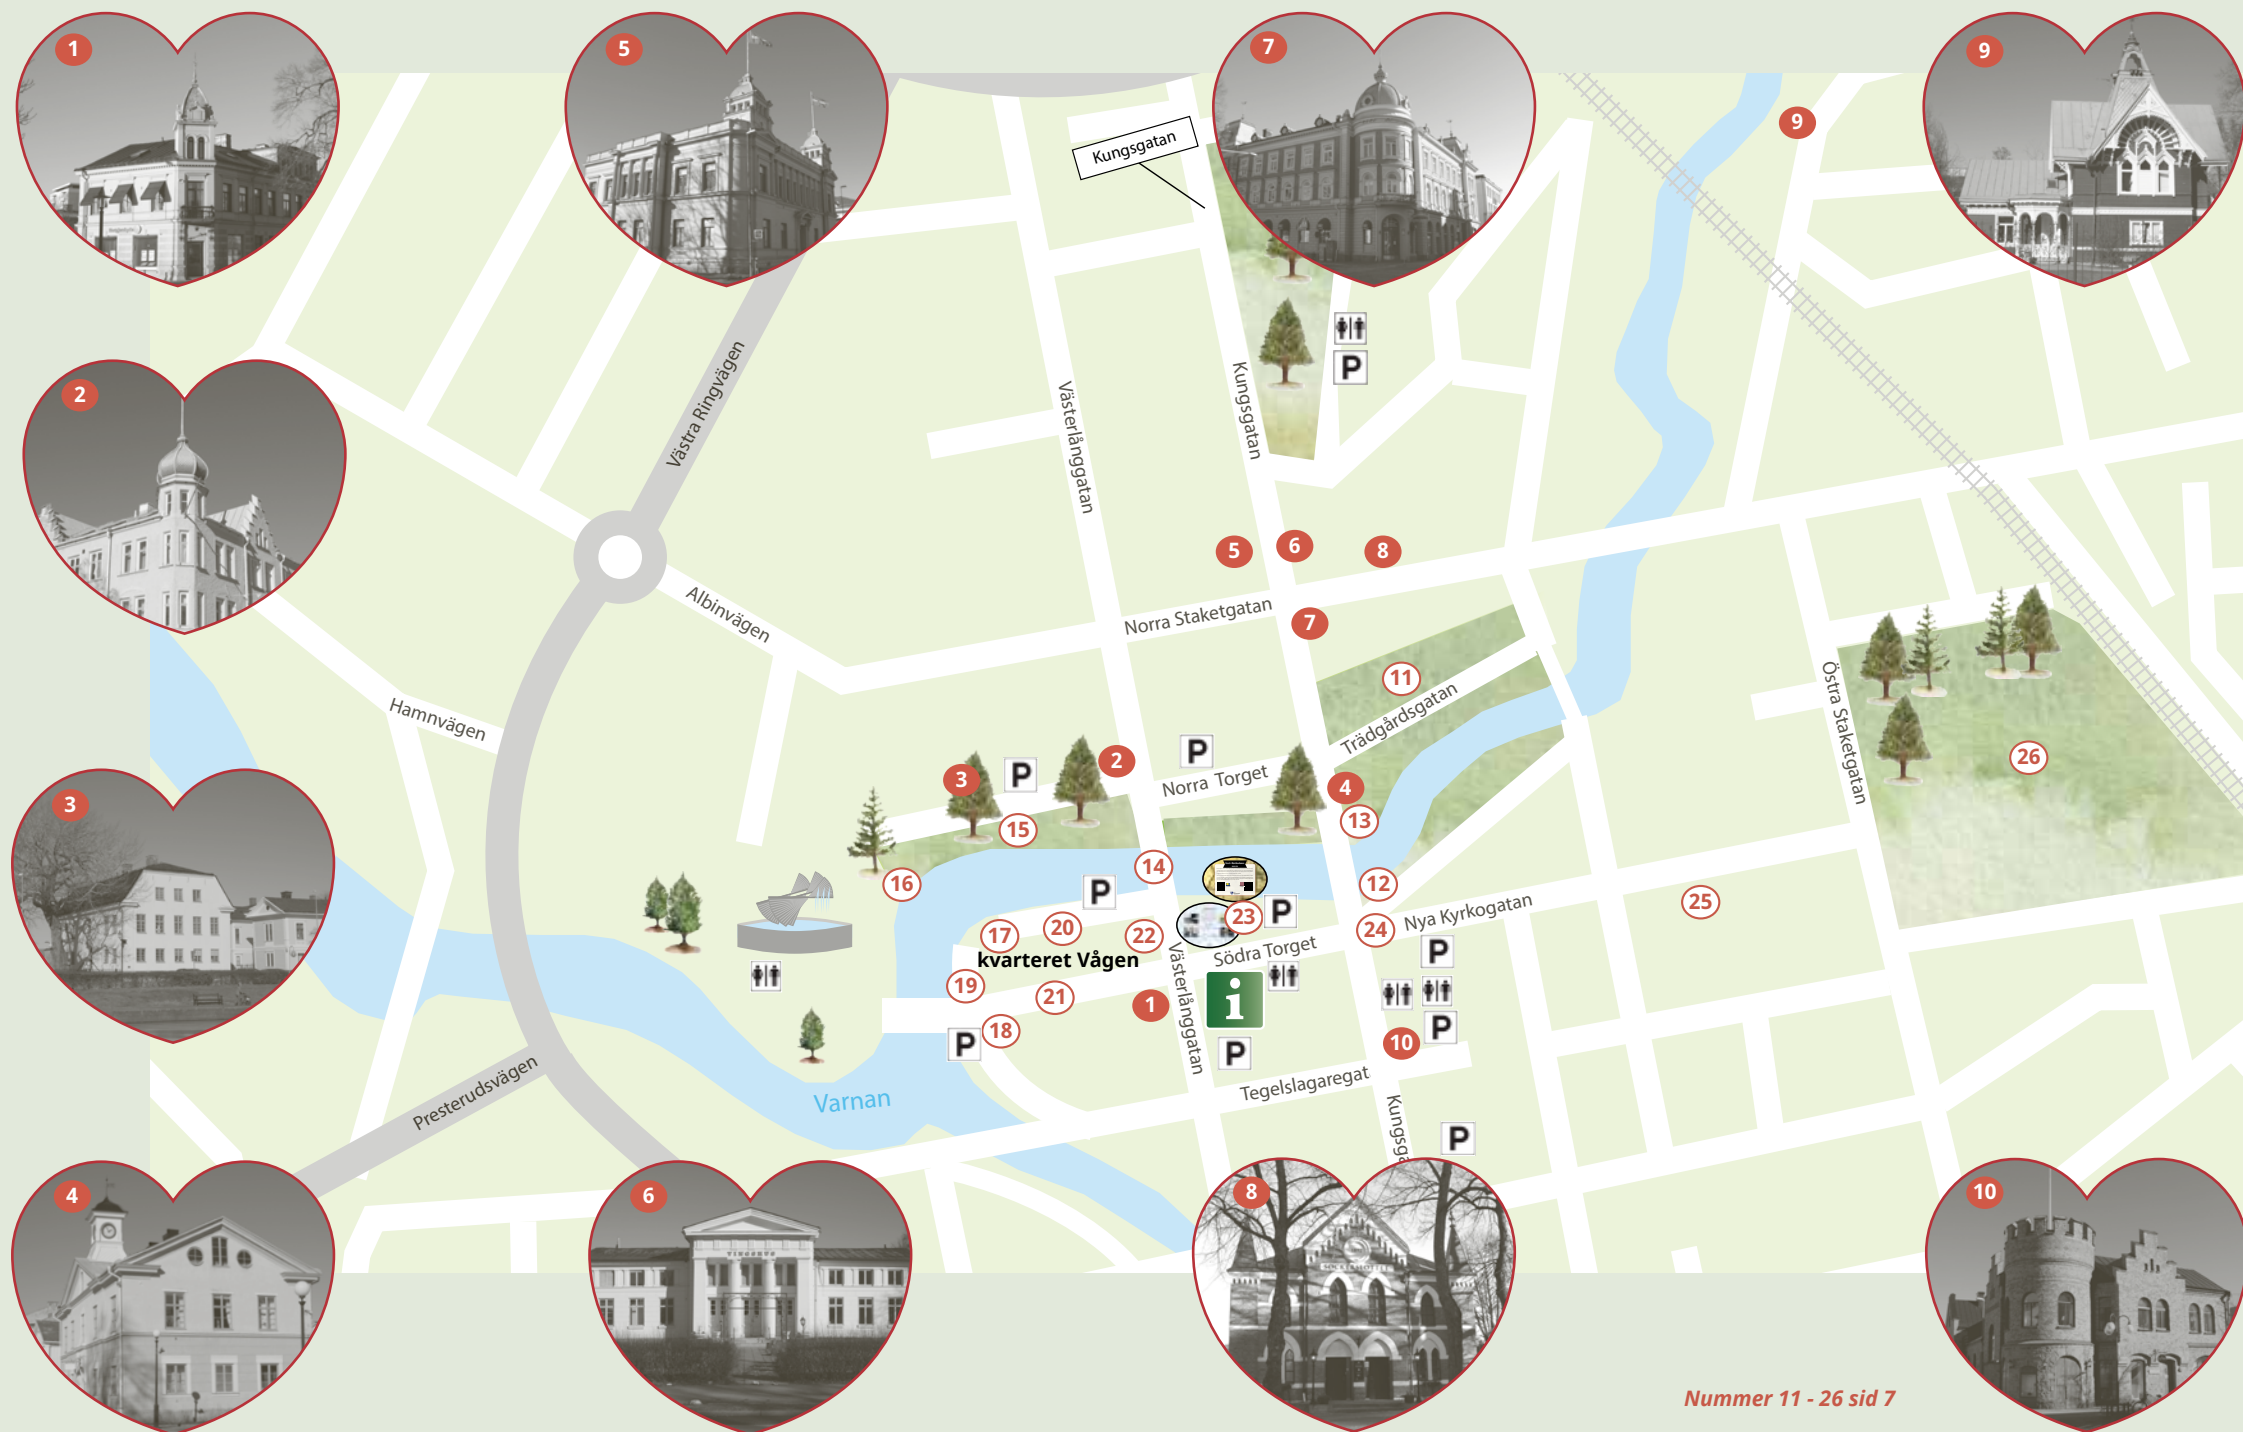 1
5
7
9
9
Kungsgatan
Västra Ringvägen
Västerlånggatan
Kungsgatan
P
2
5
6
8
Albinvägen
Norra Staketgatan
7
11
Trädgårdsgatan
Östra Staketgatan
26
Hamnvägen
3
P
2
P
Norra Torget
4
3
15
13
14
16
12
P
25
17
20
22
23
P
24
Nya Kyrkogatan
kvarteret Vågen
Södra Torget
P
19
21
1
i
Västerlånggatan
18
P
P
10
P
Presterudsvägen
Varnan
Tegelslagaregat
Kungsga
P
4
6
TINGSHUS
8
10
Nummer 11 - 26 sid 7